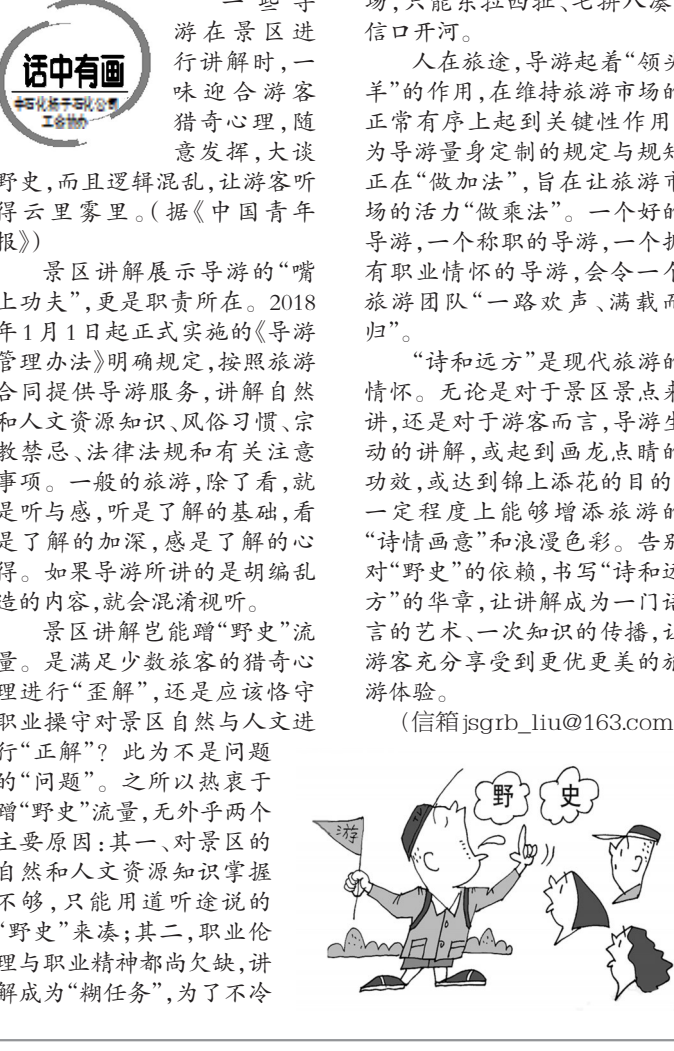 话中有画
中石化扬子石化公司
工会协办
一些导
游在景区进
行讲解时,一
味迎合游客
猎奇心理,随
意发挥,大谈
野史,而且逻辑混乱,让游客听
得云里雾里。(据《中国青年
报》)
景区讲解展示导游的“嘴
上功夫”,更是职责所在。2018
年1月1日起正式实施的《导游
管理办法》明确规定,按照旅游
合同提供导游服务,讲解自然
和人文资源知识、风俗习惯、宗
教禁忌、法律法规和有关注意
事项。一般的旅游,除了看,就
是听与感,听是了解的基础,看
是了解的加深,感是了解的心
得。如果导游所讲的是胡编乱
造的内容,就会混淆视听。
景区讲解岂能蹭“野史”流
量。是满足少数旅客的猎奇心
理进行“歪解”,还是应该恪守
职业操守对景区自然与人文进
行“正解”?此为不是问题
的“问题”。之所以热衷于
蹭“野史”流量,无外乎两个
主要原因:其一、对景区的
自然和人文资源知识掌握
不够,只能用道听途说的
“野史”来凑;其二,职业伦
理与职业精神都尚欠缺,讲
解成为“糊任务”,为了不冷
场,只能东拉西扯、七拼八凑
信口开河。
人在旅途,导游起着“领头
羊”的作用,在维持旅游市场的
正常有序上起到关键性作用
为导游量身定制的规定与规矩
正在“做加法”,旨在让旅游市
场的活力“做乘法”。一个好的
导游,一个称职的导游,一个拥
有职业情怀的导游,会令一个
旅游团队“一路欢声、满载而
归”。
“诗和远方”是现代旅游的
情怀。无论是对于景区景点来
讲,还是对于游客而言,导游生
动的讲解,或起到画龙点睛的
功效,或达到锦上添花的目的
一定程度上能够增添旅游的
“诗情画意”和浪漫色彩。告别
对“野史”的依赖,书写“诗和远
方”的华章,让讲解成为一门语
言的艺术、一次知识的传播,让
游客充分享受到更优更美的旅
游体验。
(信箱jsgrb_liu@163.com
野
史
游